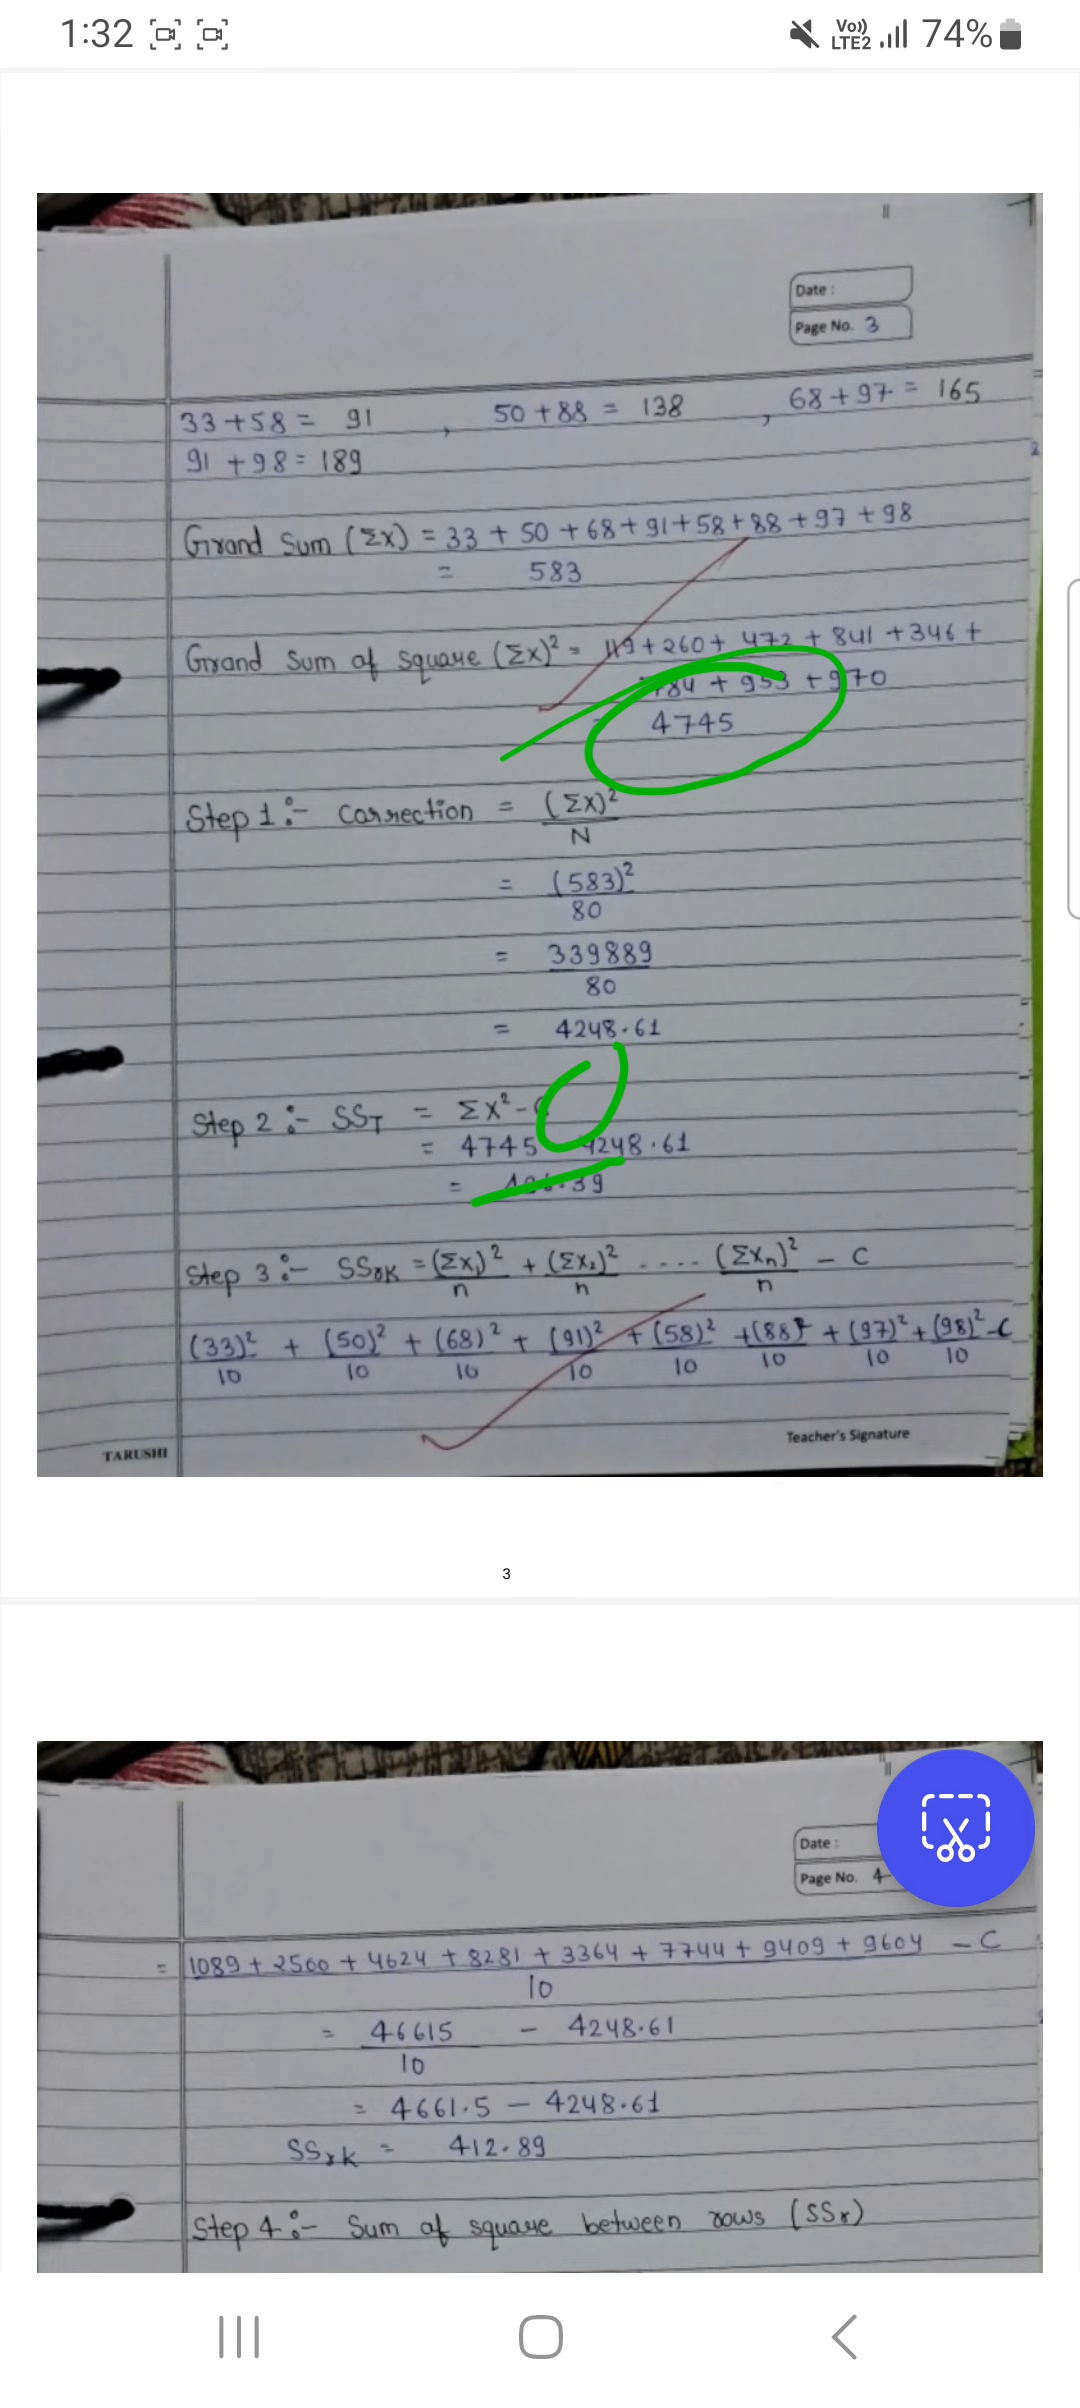 1:32
Vo)) LTE2 74%
Date :
Page No. 3
33 + 58 = 91 , 50 + 88 = 138 , 68 + 97 = 165
91 + 98 = 189
Grand Sum (Σx) = 33 + 50 + 68 + 91 + 58 + 88 + 97 + 98
= 583
Grand Sum of square (Σx)² = 119 + 260 + 472 + 841 + 346 +
784 + 953 + 970
4745
Step 1 :- Correction = (Σx)² / N
= (583)² / 80
= 339889 / 80
= 4248.61
Step 2 :- SST = Σx² - C
= 4745 4248.61
= .39
Step 3 :- SSrK = (Σx₁)² / n + (Σx₂)² / n .... (Σxn)² / n - C
(33)² / 10 + (50)² / 10 + (68)² / 10 + (91)² / 10 + (58)² / 10 + (88)² / 10 + (97)² / 10 + (98)² / 10 - C
TARUSHI
Teacher's Signature
3
Date :
Page No. 4
= 1089 + 2500 + 4624 + 8281 + 3364 + 7744 + 9409 + 9604 / 10 - C
= 46615 / 10 - 4248.61
= 4661.5 - 4248.61
SSrK = 412.89
Step 4 :- Sum of square between rows (SSr)